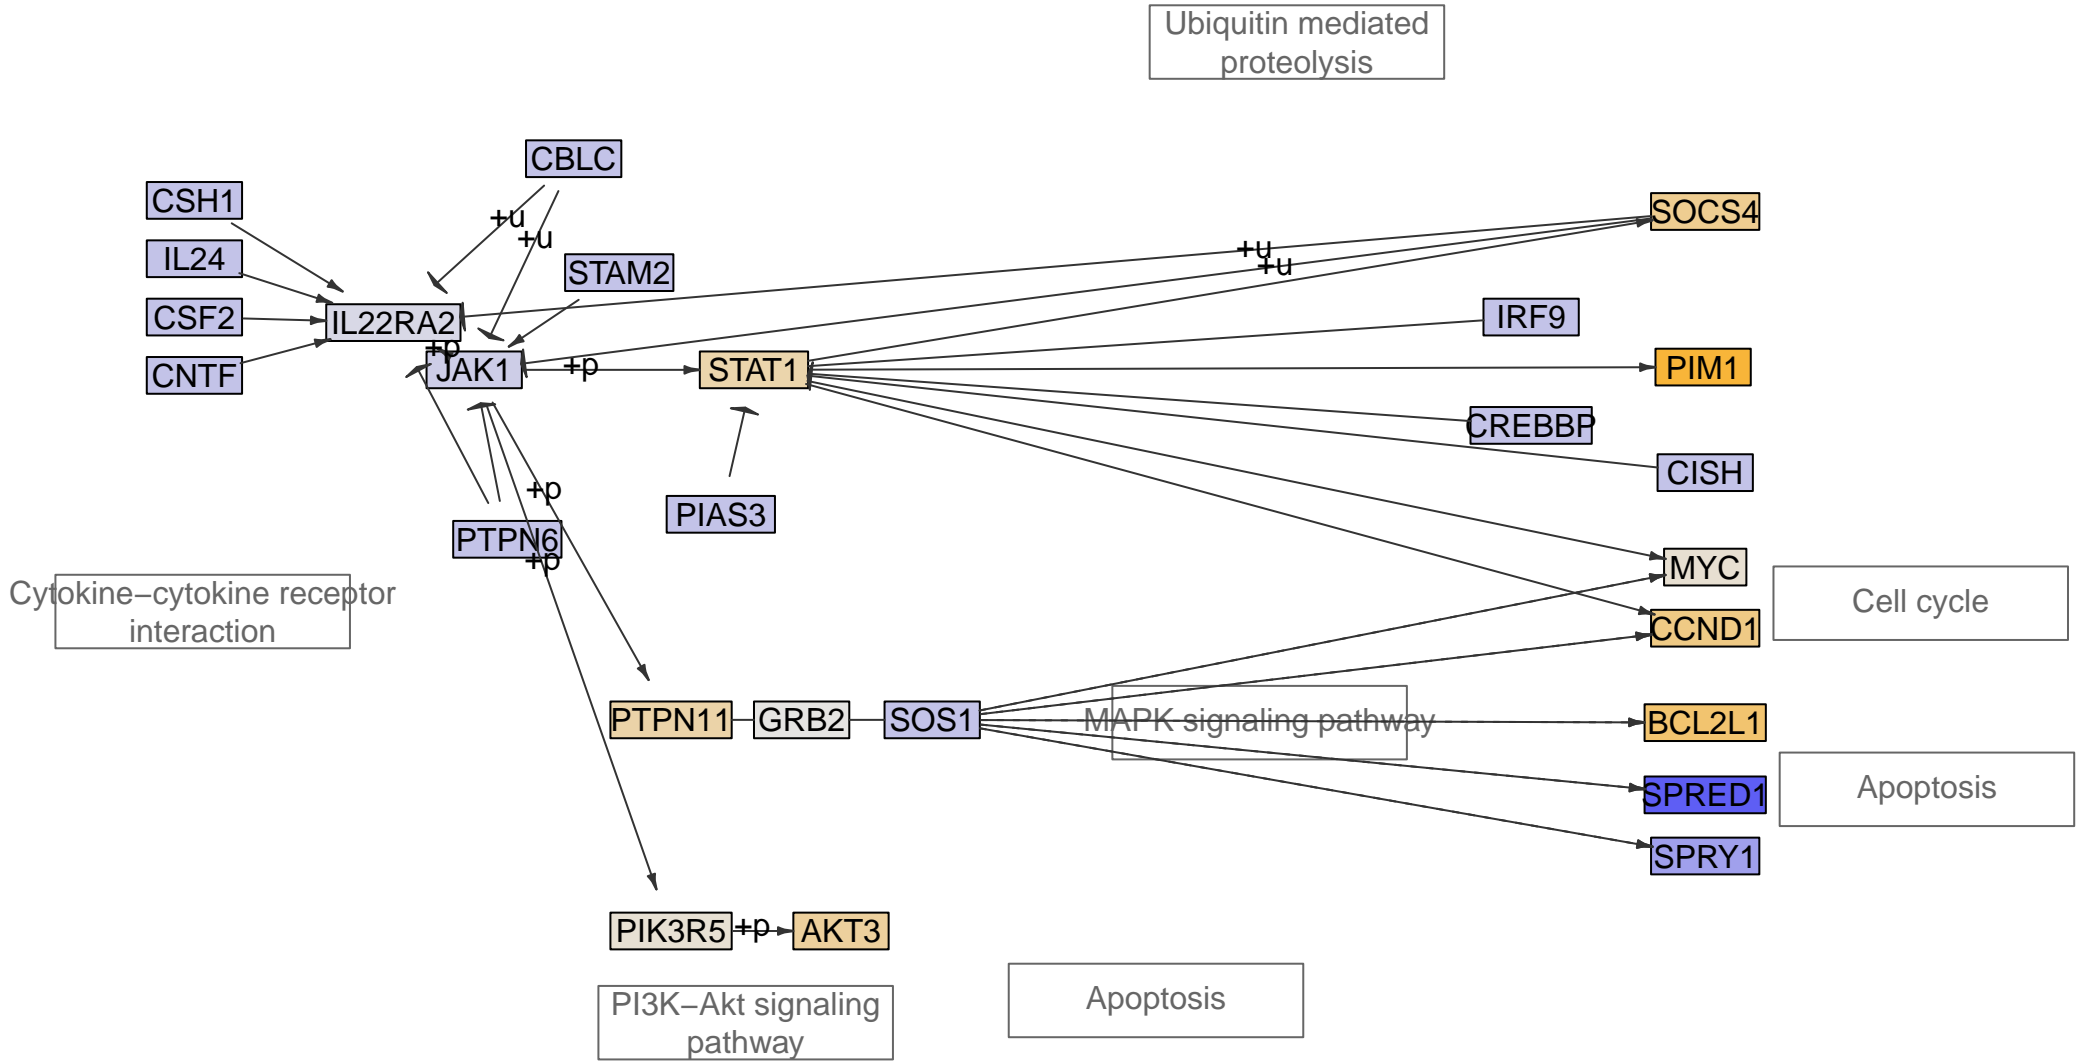 Ubiquitin mediated
proteolysis
CBLC
CSH1
SOCS4
+u
+u
+u
+u
IL24
STAM2
CSF2
IL22RA2
IRF9
+p
CNTF
JAK1
+p
STAT1
PIM1
CREBBP
CISH
+p
PIAS3
PTPN6
+p
MYC
Cytokine−cytokine receptor
interaction
Cell cycle
CCND1
PTPN11
GRB2
SOS1
MAPK signaling pathway
BCL2L1
SPRED1
Apoptosis
SPRY1
PIK3R5
+p
AKT3
PI3K−Akt signaling
pathway
Apoptosis